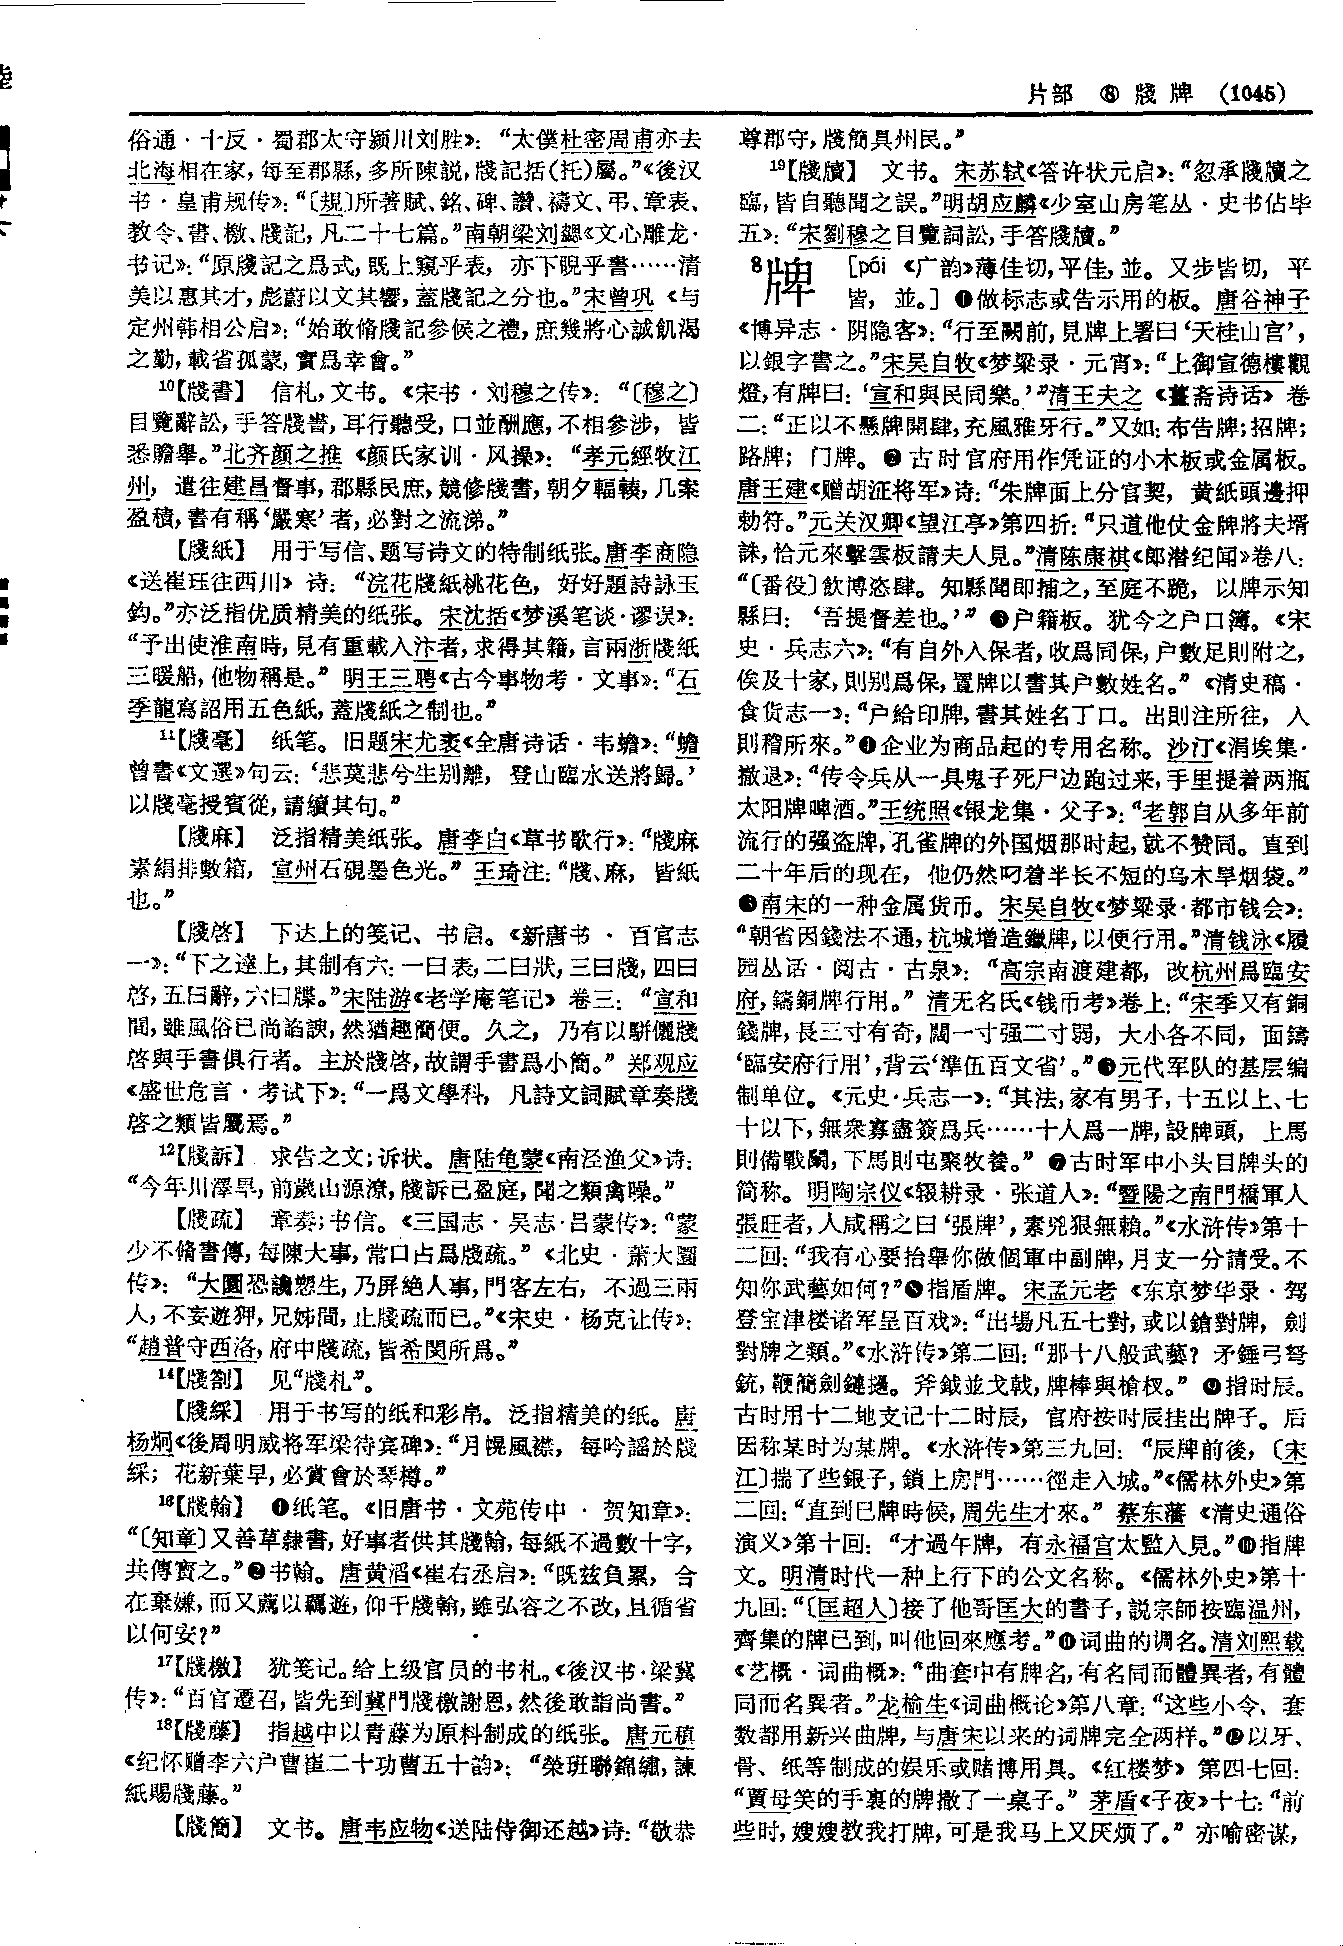 片部 ⑧ 牋 牌 (1045)
俗通·十反·蜀郡太守颍川刘胜》：“太僕杜密周甫亦去
北海相在家，每至郡縣，多所陳説，牋記括(托)屬。”《後汉
书·皇甫规传》：“〔規〕所著賦、銘、碑、讚、禱文、弔、章表、
教令、書、檄、牋記，凡二十七篇。”南朝梁刘勰《文心雕龙·
书记》：“原牋記之爲式，既上窺乎表，亦下睨乎書……清
美以惠其才，彪蔚以文其響，蓋牋記之分也。”宋曾巩《与
定州韩相公启》：“始敢脩牋記參候之禮，庶幾將心誠飢渴
之勤，載省孤蒙，實爲幸會。”
10【牋書】 信札，文书。《宋书·刘穆之传》：“〔穆之〕
目覽辭訟，手答牋書，耳行聽受，口並酬應，不相參涉，皆
悉贍舉。”北齐颜之推《颜氏家训·风操》：“孝元經牧江
州，遣往建昌督事，郡縣民庶，競修牋書，朝夕輻輳，几案
盈積，書有稱‘嚴寒’者，必對之流涕。”
【牋紙】 用于写信、题写诗文的特制纸张。唐李商隐
《送崔珏往西川》诗：“浣花牋紙桃花色，好好題詩詠玉
鈎。”亦泛指优质精美的纸张。宋沈括《梦溪笔谈·谬误》：
“予出使淮南時，見有重載入汴者，求得其籍，言兩浙牋紙
三暖船，他物稱是。”明王三聘《古今事物考·文事》：“石
季龍寫詔用五色紙，蓋牋紙之制也。”
11【牋毫】 纸笔。旧题宋尤袤《全唐诗话·韦蟾》：“蟾
曾書《文選》句云：‘悲莫悲兮生别離，登山臨水送將歸。’
以牋毫授賓從，請續其句。”
【牋麻】 泛指精美纸张。唐李白《草书歌行》：“牋麻
素絹排數箱，宣州石硯墨色光。”王琦注：“牋、麻，皆紙
也。”
【牋啓】 下达上的笺记、书启。《新唐书·百官志
一》：“下之達上，其制有六：一曰表，二曰狀，三曰牋，四曰
啓，五曰辭，六曰牒。”宋陆游《老学庵笔记》卷三：“宣和
間，雖風俗已尚諂諛，然猶趣簡便。久之，乃有以駢儷牋
啓與手書俱行者。主於牋啓，故謂手書爲小簡。”郑观应
《盛世危言·考试下》：“一爲文學科，凡詩文詞賦章奏牋
啓之類皆屬焉。”
12【牋訴】 求告之文；诉状。唐陆龟蒙《南泾渔父》诗：
“今年川澤旱，前歲山源潦，牋訴已盈庭，聞之類禽噪。”
【牋疏】 章奏；书信。《三国志·吴志·吕蒙传》：“蒙
少不脩書傳，每陳大事，常口占爲牋疏。”《北史·萧大圜
传》：“大圜恐讒愬生，乃屏絶人事，門客左右，不過三兩
人，不妄遊狎，兄姊間，止牋疏而已。”《宋史·杨克让传》：
“趙普守西洛，府中牋疏，皆希閔所爲。”
14【牋劄】 见“牋札”。
【牋綵】 用于书写的纸和彩帛。泛指精美的纸。唐
杨炯《後周明威将军梁待宾碑》：“月幌風襟，每吟謡於牋
綵；花新葉早，必賞會於琴樽。”
16【牋翰】 ❶纸笔。《旧唐书·文苑传中·贺知章》：
“〔知章〕又善草隸書，好事者供其牋翰，每紙不過數十字，
共傳寶之。”❷书翰。唐黄滔《崔右丞启》：“既玆負累，合
在棄嫌，而又薦以羈遊，仰干牋翰，雖弘容之不改，且循省
以何安？”
17【牋檄】 犹笺记。给上级官员的书札。《後汉书·梁冀
传》：“百官遷召，皆先到冀門牋檄謝恩，然後敢詣尚書。”
18【牋藤】 指越中以青藤为原料制成的纸张。唐元稹
《纪怀赠李六户曹崔二十功曹五十韵》：“榮班聯錦繡，諫
紙賜牋藤。”
【牋簡】 文书。唐韦应物《送陆侍御还越》诗：“敬恭
尊郡守，牋簡具州民。”
19【牋牘】 文书。宋苏轼《答许状元启》：“忽承牋牘之
臨，皆自聽聞之誤。”明胡应麟《少室山房笔丛·史书佔毕
五》：“宋劉穆之目覽詞訟，手答牋牘。”
8牌 [pái 《广韵》薄佳切，平佳，並。又步皆切，平
皆，並。] ❶做标志或告示用的板。唐谷神子
《博异志·阴隐客》：“行至闕前，見牌上署曰‘天桂山宫’，
以銀字書之。”宋吴自牧《梦粱录·元宵》：“上御宣德樓觀
燈，有牌曰：‘宣和與民同樂。’”清王夫之《薑斋诗话》卷
二：“正以不懸牌開肆，充風雅牙行。”又如：布告牌；招牌；
路牌；门牌。❷古时官府用作凭证的小木板或金属板。
唐王建《赠胡泟将军》诗：“朱牌面上分官契，黄紙頭邊押
勅符。”元关汉卿《望江亭》第四折：“只道他仗金牌將夫壻
誅，恰元來擊雲板請夫人見。”清陈康祺《郎潜纪闻》卷八：
“〔番役〕飲博恣肆。知縣聞即捕之，至庭不跪，以牌示知
縣曰：‘吾提督差也。’”❸户籍板。犹今之户口簿。《宋
史·兵志六》：“有自外入保者，收爲同保，户數足則附之，
俟及十家，則别爲保，置牌以書其户數姓名。”《清史稿·
食货志一》：“户給印牌，書其姓名丁口。出則注所往，入
則稽所來。”❹企业为商品起的专用名称。沙汀《涓埃集·
撤退》：“传令兵从一具鬼子死尸边跑过来，手里提着两瓶
太阳牌啤酒。”王统照《银龙集·父子》：“老郭自从多年前
流行的强盗牌，孔雀牌的外国烟那时起，就不赞同。直到
二十年后的现在，他仍然叼着半长不短的乌木旱烟袋。”
❺南宋的一种金属货币。宋吴自牧《梦粱录·都市钱会》：
“朝省因錢法不通，杭城增造鑞牌，以便行用。”清钱泳《履
园丛话·阅古·古泉》：“高宗南渡建都，改杭州爲臨安
府，鑄銅牌行用。”清无名氏《钱币考》卷上：“宋季又有銅
錢牌，長三寸有奇，闊一寸强二寸弱，大小各不同，面鑄
‘臨安府行用’，背云‘準伍百文省’。”❻元代军队的基层编
制单位。《元史·兵志一》：“其法，家有男子，十五以上、七
十以下，無衆寡盡簽爲兵……十人爲一牌，設牌頭，上馬
則備戰鬭，下馬則屯聚牧養。”❼古时军中小头目牌头的
简称。明陶宗仪《辍耕录·张道人》：“暨陽之南門橋軍人
張旺者，人咸稱之曰‘張牌’，素兇狠無賴。”《水浒传》第十
二回：“我有心要抬舉你做個軍中副牌，月支一分請受。不
知你武藝如何？”❽指盾牌。宋孟元老《东京梦华录·驾
登宝津楼诸军呈百戏》：“出場凡五七對，或以鎗對牌，劍
對牌之類。”《水浒传》第二回：“那十八般武藝？矛錘弓弩
銃，鞭簡劍鏈撾。斧鉞並戈戟，牌棒與槍杈。”❾指时辰。
古时用十二地支记十二时辰，官府按时辰挂出牌子。后
因称某时为某牌。《水浒传》第三九回：“辰牌前後，〔宋
江〕揣了些銀子，鎖上房門……徑走入城。”《儒林外史》第
二回：“直到巳牌時候，周先生才來。”蔡东藩《清史通俗
演义》第十回：“才過午牌，有永福宫太監入見。”❿指牌
文。明清时代一种上行下的公文名称。《儒林外史》第十
九回：“〔匡超人〕接了他哥匡大的書子，説宗師按臨温州，
齊集的牌已到，叫他回來應考。”⓫词曲的调名。清刘熙载
《艺概·词曲概》：“曲套中有牌名，有名同而體異者，有體
同而名異者。”龙榆生《词曲概论》第八章：“这些小令、套
数都用新兴曲牌，与唐宋以来的词牌完全两样。”⓬以牙、
骨、纸等制成的娱乐或赌博用具。《红楼梦》第四七回：
“賈母笑的手裏的牌撒了一桌子。”茅盾《子夜》十七：“前
些时，嫂嫂教我打牌，可是我马上又厌烦了。”亦喻密谋，